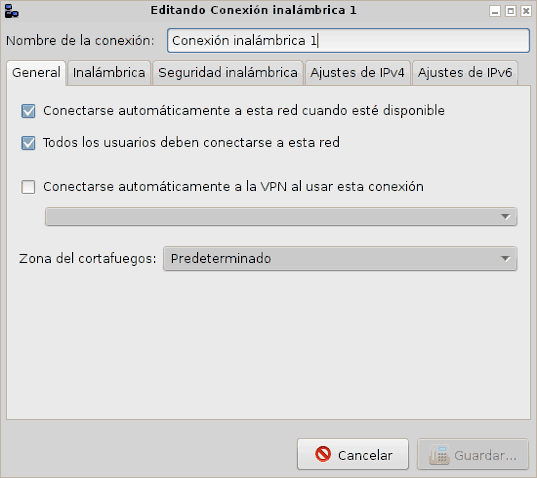 Editando Conexión inalámbrica 1
Nombre de la conexión: Conexión inalámbrica 1
General Inalámbrica Seguridad inalámbrica Ajustes de IPv4 Ajustes de IPv6
Conectarse automáticamente a esta red cuando esté disponible
Todos los usuarios deben conectarse a esta red
Conectarse automáticamente a la VPN al usar esta conexión
Zona del cortafuegos: Predeterminado
Cancelar Guardar...